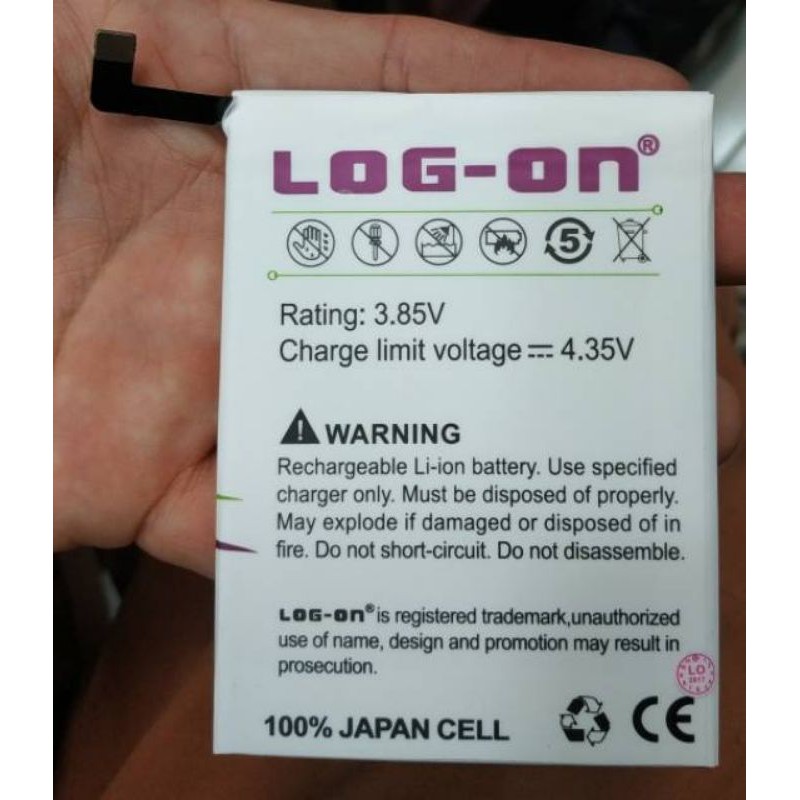 LOG-ON®
5
Rating: 3.85V
Charge limit voltage ⎓ 4.35V
⚠ WARNING
Rechargeable Li-ion battery. Use specified
charger only. Must be disposed of properly.
May explode if damaged or disposed of in
fire. Do not short-circuit. Do not disassemble.
LOG-ON® is registered trademark,unauthorized
use of name, design and promotion may result in
prosecution.
LO
2017
100% JAPAN CELL
CE